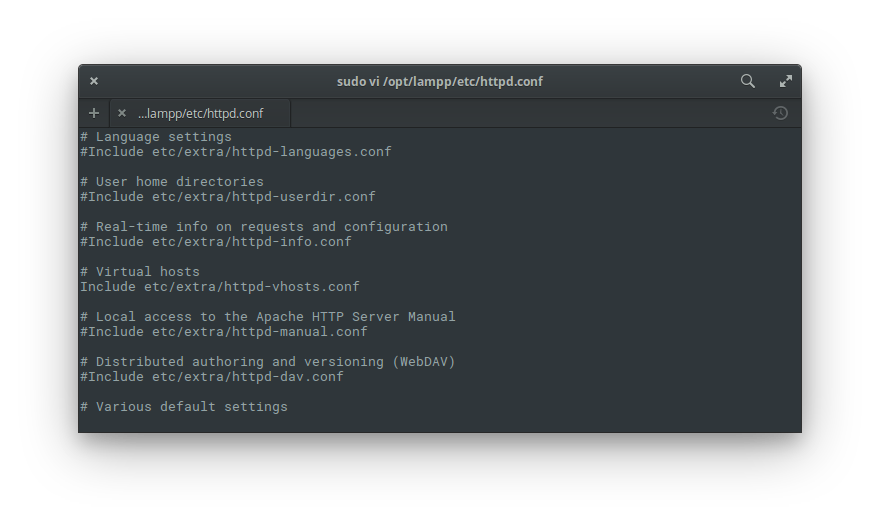 sudo vi /opt/lampp/etc/httpd.conf
...lampp/etc/httpd.conf
# Language settings
#Include etc/extra/httpd-languages.conf
# User home directories
#Include etc/extra/httpd-userdir.conf
# Real-time info on requests and configuration
#Include etc/extra/httpd-info.conf
# Virtual hosts
Include etc/extra/httpd-vhosts.conf
# Local access to the Apache HTTP Server Manual
#Include etc/extra/httpd-manual.conf
# Distributed authoring and versioning (WebDAV)
#Include etc/extra/httpd-dav.conf
# Various default settings